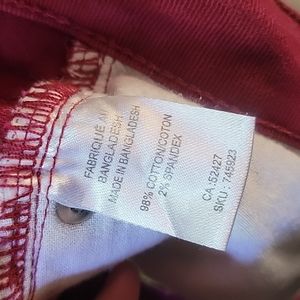 FABRIQUÉ AU
BANGLADESH
MADE IN BANGLADESH
98% COTTON/COTON
2% SPANDEX
CA :52427
SKU : 745923